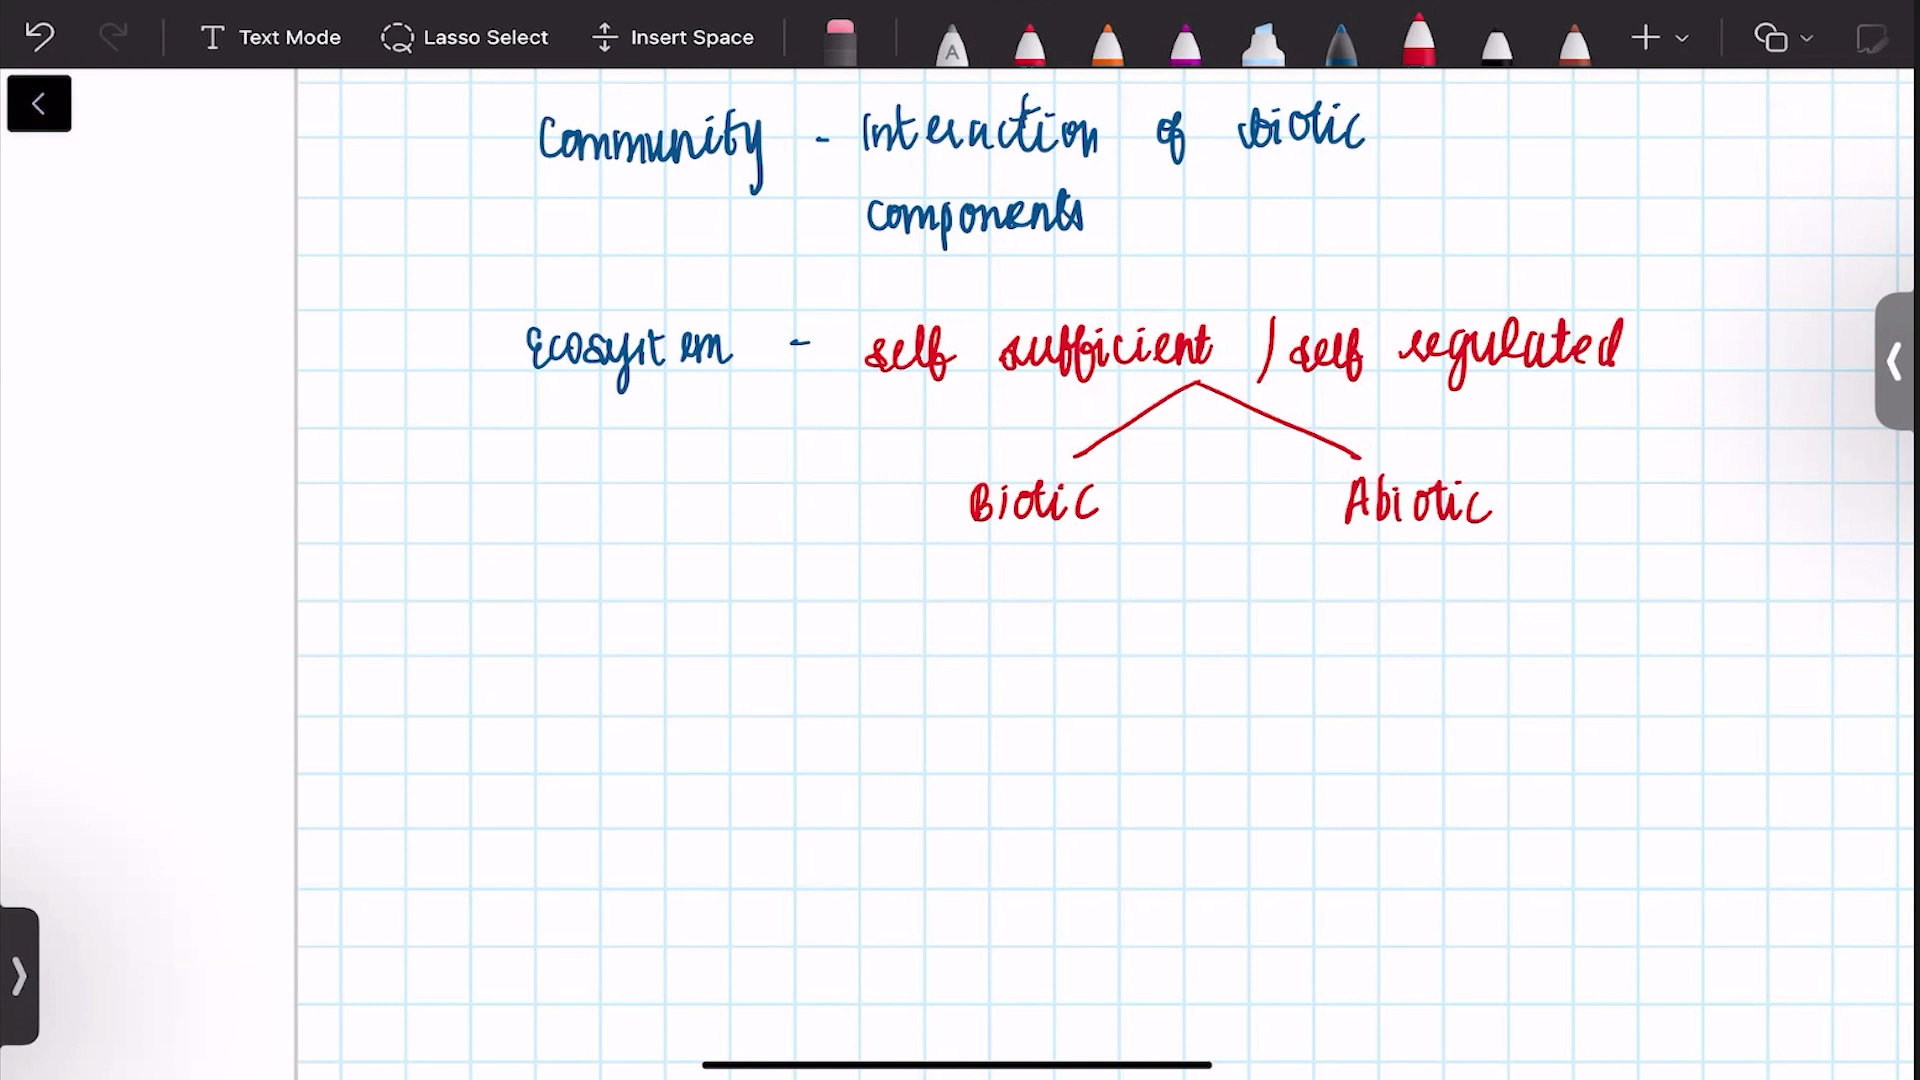 Text Mode Lasso Select Insert Space A
Community - Interaction of biotic
components
Ecosystem - self sufficient / self regulated
Biotic Abiotic